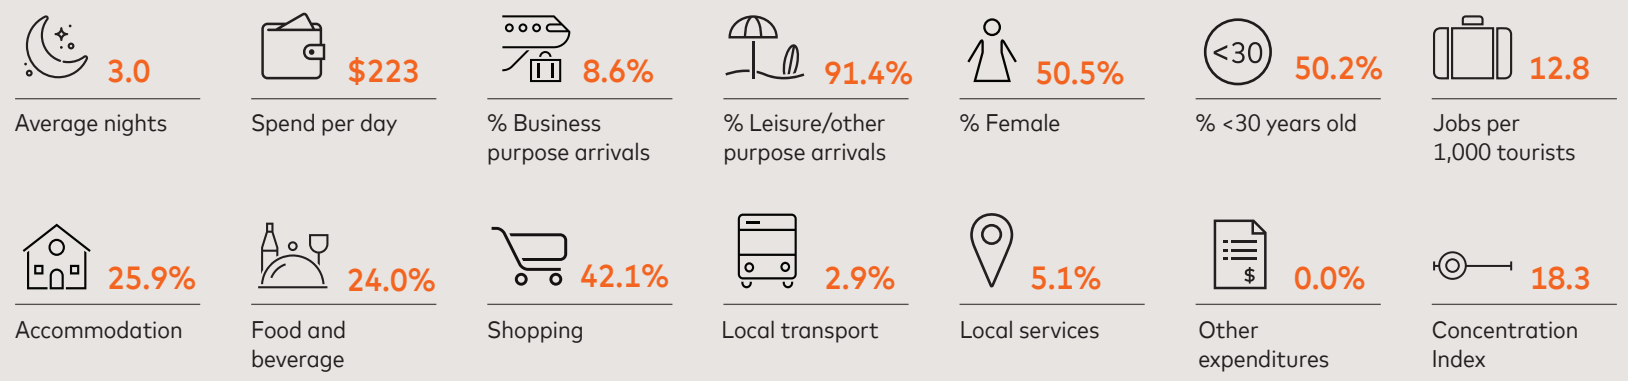 3.0
Average nights
$223
Spend per day
8.6%
% Business
purpose arrivals
91.4%
% Leisure/other
purpose arrivals
50.5%
% Female
<30
50.2%
% <30 years old
12.8
Jobs per
1,000 tourists
25.9%
Accommodation
24.0%
Food and
beverage
42.1%
Shopping
2.9%
Local transport
5.1%
Local services
$
0.0%
Other
expenditures
18.3
Concentration
Index